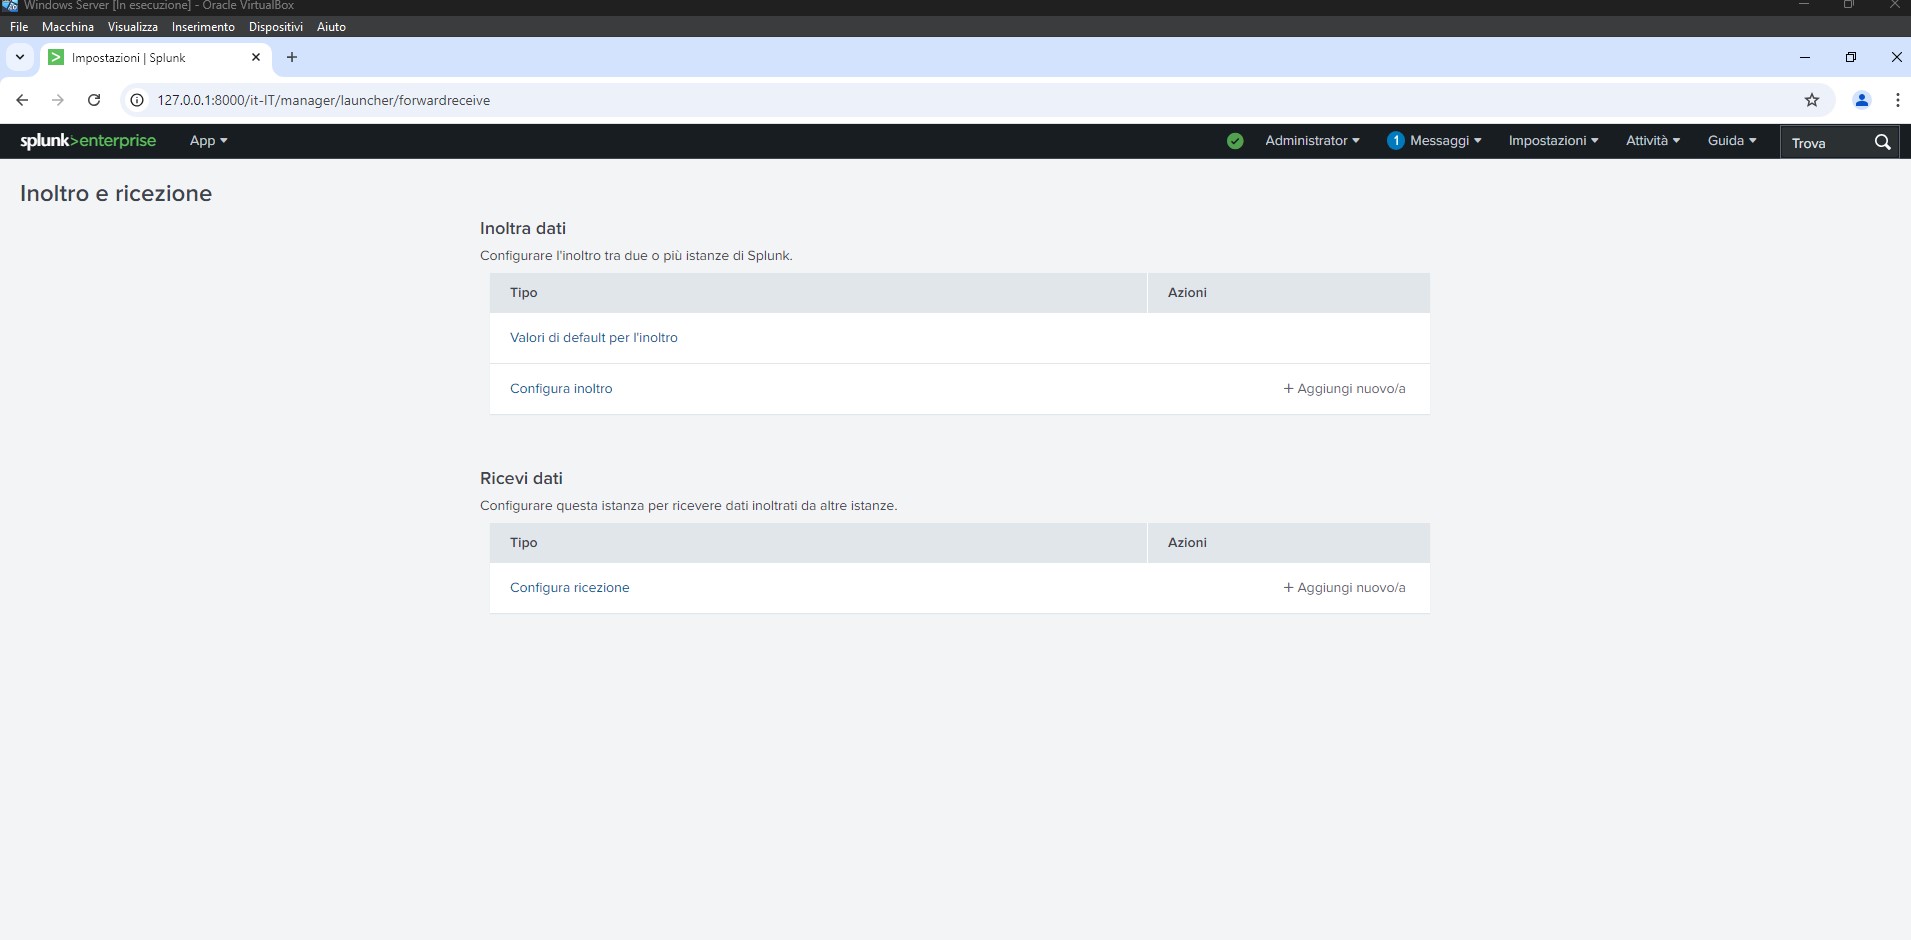 Windows Server [In esecuzione] - Oracle VirtualBox
File Macchina Visualizza Inserimento Dispositivi Aiuto
Impostazioni | Splunk
127.0.0.1:8000/it-IT/manager/launcher/forwardreceive
splunk>enterprise App Administrator 1 Messaggi Impostazioni Attività Guida Trova
Inoltro e ricezione
Inoltra dati
Configurare l'inoltro tra due o più istanze di Splunk.
Tipo Azioni
Valori di default per l'inoltro
Configura inoltro + Aggiungi nuovo/a
Ricevi dati
Configurare questa istanza per ricevere dati inoltrati da altre istanze.
Tipo Azioni
Configura ricezione + Aggiungi nuovo/a